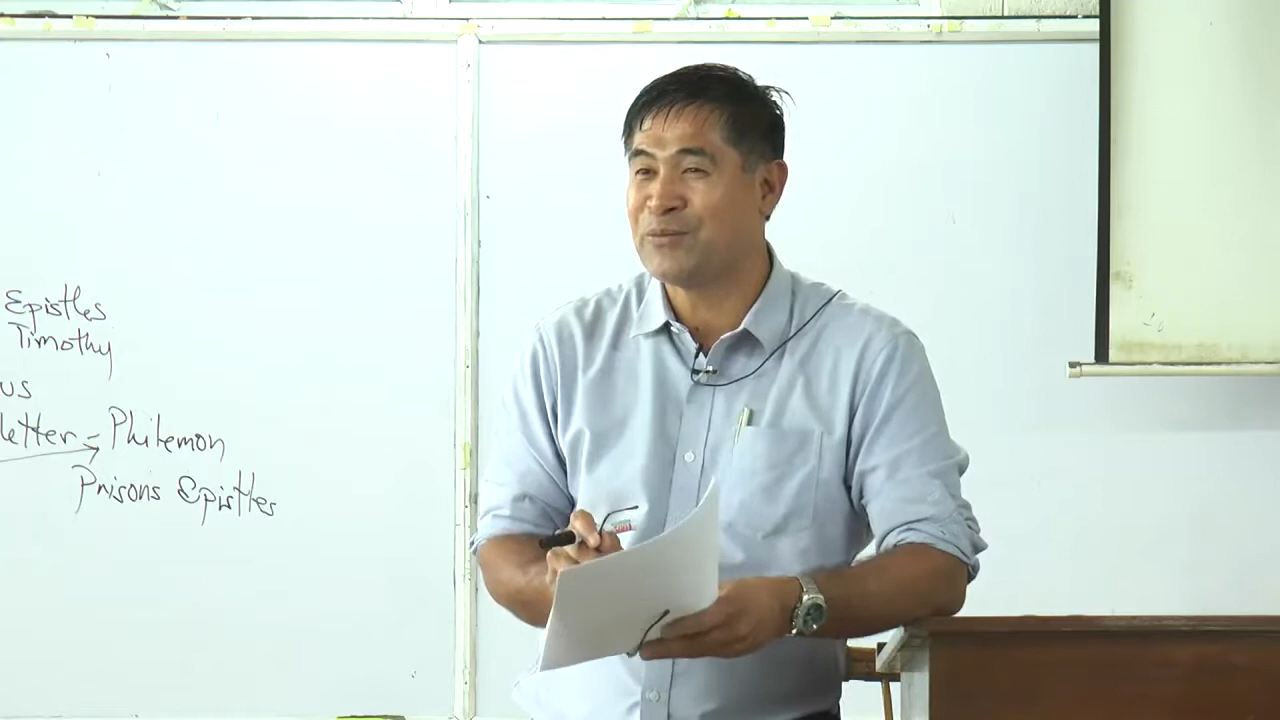 Epistles
Timothy
us
letter - Philemon
Prisons Epistles